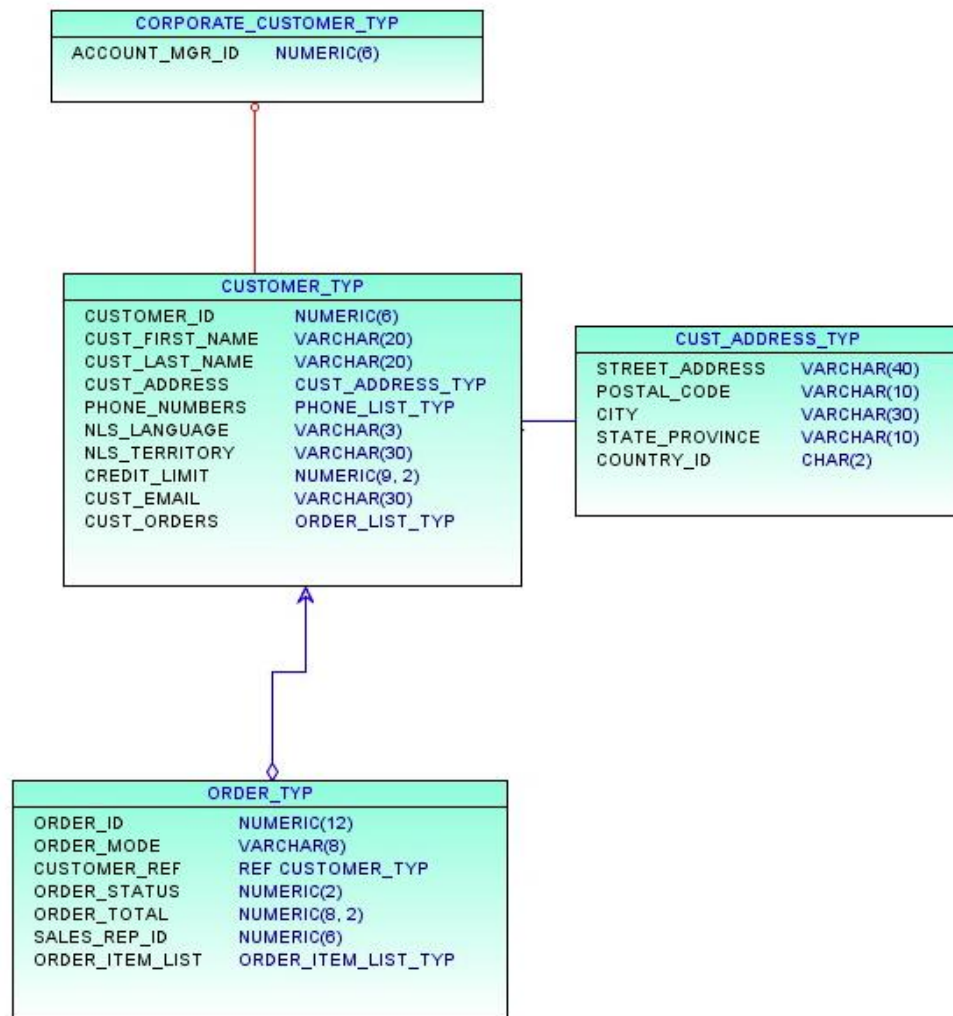 CORPORATE_CUSTOMER_TYP
ACCOUNT_MGR_ID NUMERIC(6)
CUSTOMER_TYP
CUSTOMER_ID NUMERIC(6)
CUST_FIRST_NAME VARCHAR(20)
CUST_LAST_NAME VARCHAR(20)
CUST_ADDRESS CUST_ADDRESS_TYP
PHONE_NUMBERS PHONE_LIST_TYP
NLS_LANGUAGE VARCHAR(3)
NLS_TERRITORY VARCHAR(30)
CREDIT_LIMIT NUMERIC(9, 2)
CUST_EMAIL VARCHAR(30)
CUST_ORDERS ORDER_LIST_TYP
CUST_ADDRESS_TYP
STREET_ADDRESS VARCHAR(40)
POSTAL_CODE VARCHAR(10)
CITY VARCHAR(30)
STATE_PROVINCE VARCHAR(10)
COUNTRY_ID CHAR(2)
ORDER_TYP
ORDER_ID NUMERIC(12)
ORDER_MODE VARCHAR(8)
CUSTOMER_REF REF CUSTOMER_TYP
ORDER_STATUS NUMERIC(2)
ORDER_TOTAL NUMERIC(8, 2)
SALES_REP_ID NUMERIC(6)
ORDER_ITEM_LIST ORDER_ITEM_LIST_TYP